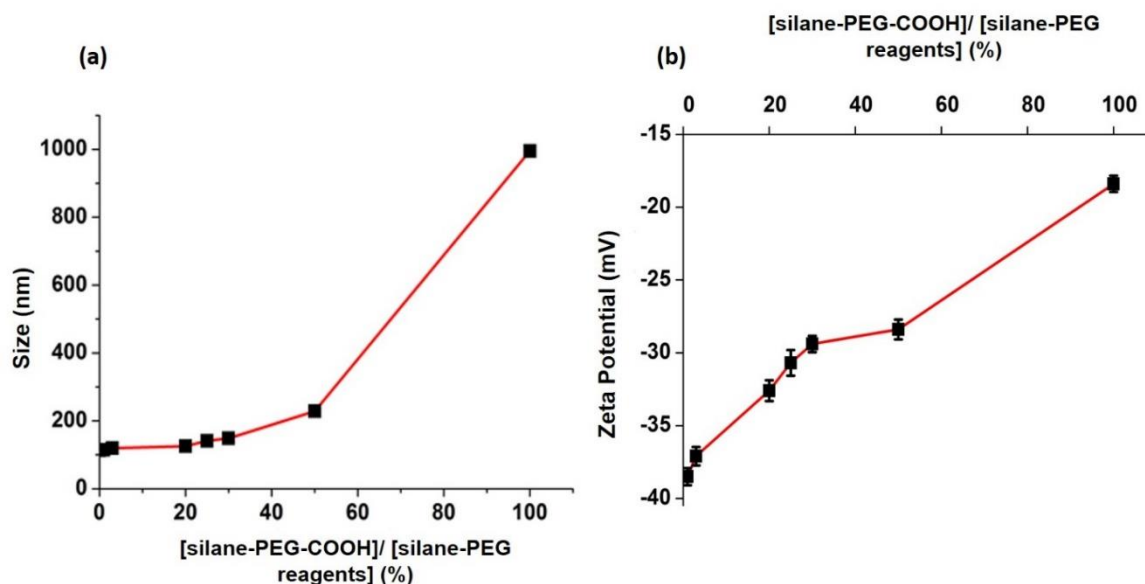 (a)
Size (nm)
1000
800
600
400
200
0
0 20 40 60 80 100
[silane-PEG-COOH]/ [silane-PEG
reagents] (%)
[silane-PEG-COOH]/ [silane-PEG
reagents] (%)
(b)
0 20 40 60 80 100
Zeta Potential (mV)
-15
-20
-25
-30
-35
-40